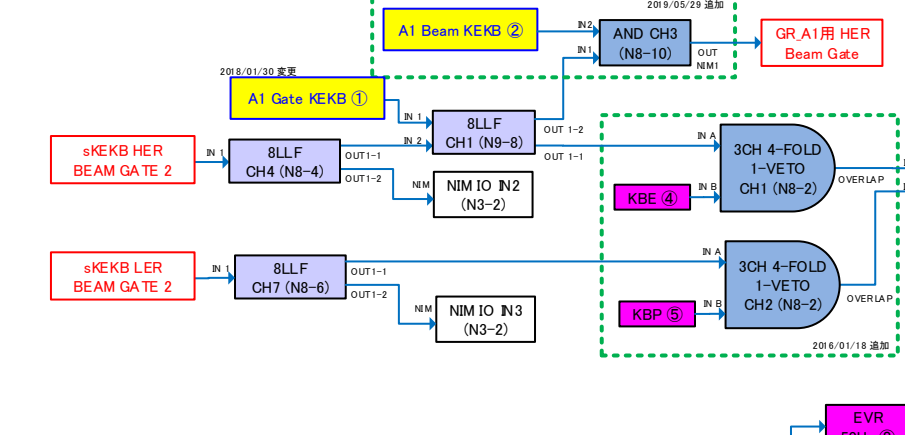 2019/05/29 追加
A1 Beam KEKB ②
IN2
AND CH3
(N8-10)
IN1
OUT
NIM1
GR_A1用 HER
Beam Gate
2018/01/30 変更
A1 Gate KEKB ①
IN 1
8LLF
CH1 (N9-8)
IN 2
OUT 1-2
OUT 1-1
sKEKB HER
BEAM GATE 2
IN 1
8LLF
CH4 (N8-4)
OUT1-1
OUT1-2
NIM
NIM IO IN2
(N3-2)
IN A
3CH 4-FOLD
1-VETO
CH1 (N8-2)
KBE ④
IN B
OVERLAP
sKEKB LER
BEAM GATE 2
IN 1
8LLF
CH7 (N8-6)
OUT1-1
OUT1-2
NIM
NIM IO IN3
(N3-2)
IN A
3CH 4-FOLD
1-VETO
CH2 (N8-2)
KBP ⑤
IN B
OVERLAP
2016/01/18 追加
EVR